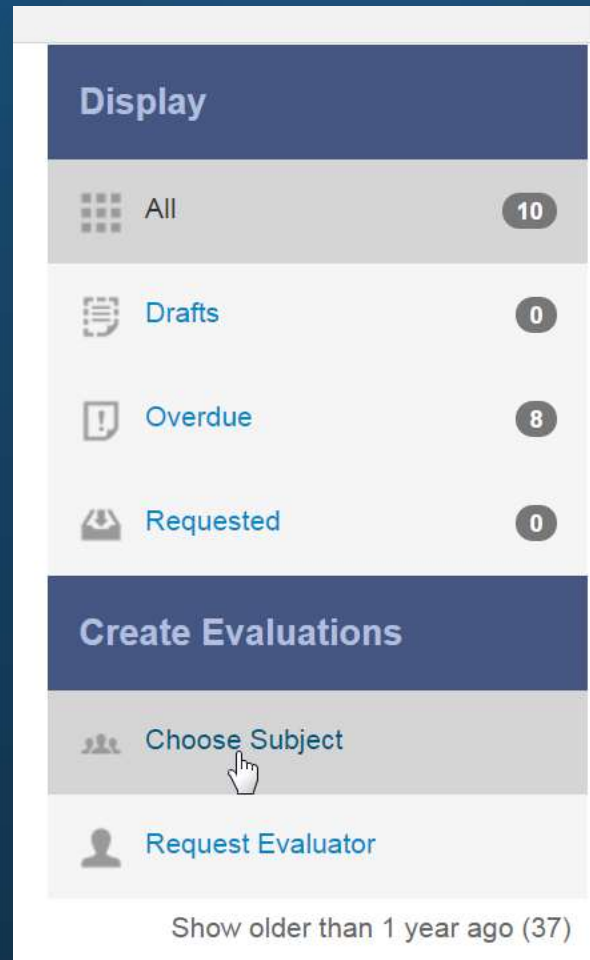 Display
All 10
Drafts 0
Overdue 8
Requested 0
Create Evaluations
Choose Subject
Request Evaluator
Show older than 1 year ago (37)